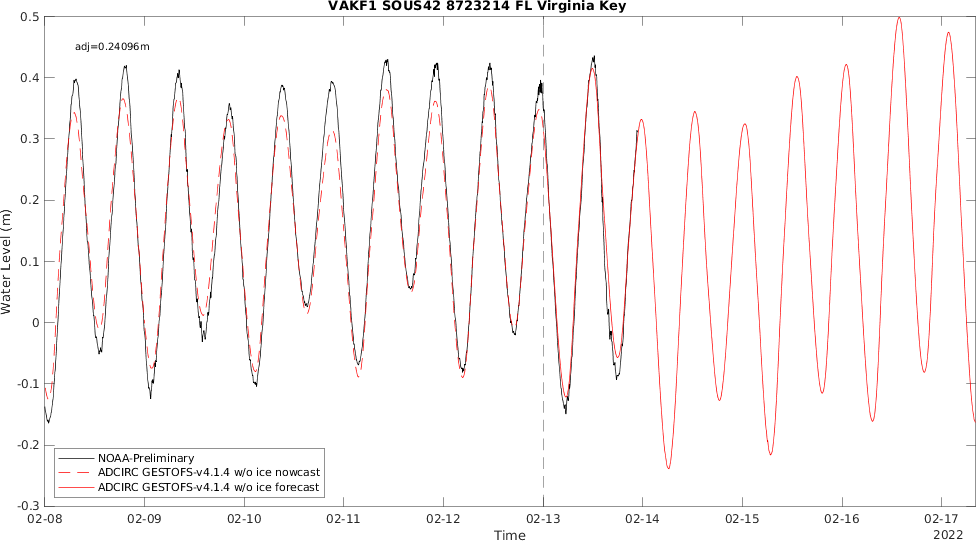 VAKF1 SOUS42 8723214 FL Virginia Key
adj=0.24096m
0.5
0.4
0.3
0.2
0.1
0
-0.1
-0.2
-0.3
Water Level (m)
NOAA-Preliminary
ADCIRC GESTOFS-v4.1.4 w/o ice nowcast
ADCIRC GESTOFS-v4.1.4 w/o ice forecast
02-08 02-09 02-10 02-11 02-12 02-13 02-14 02-15 02-16 02-17
Time
2022